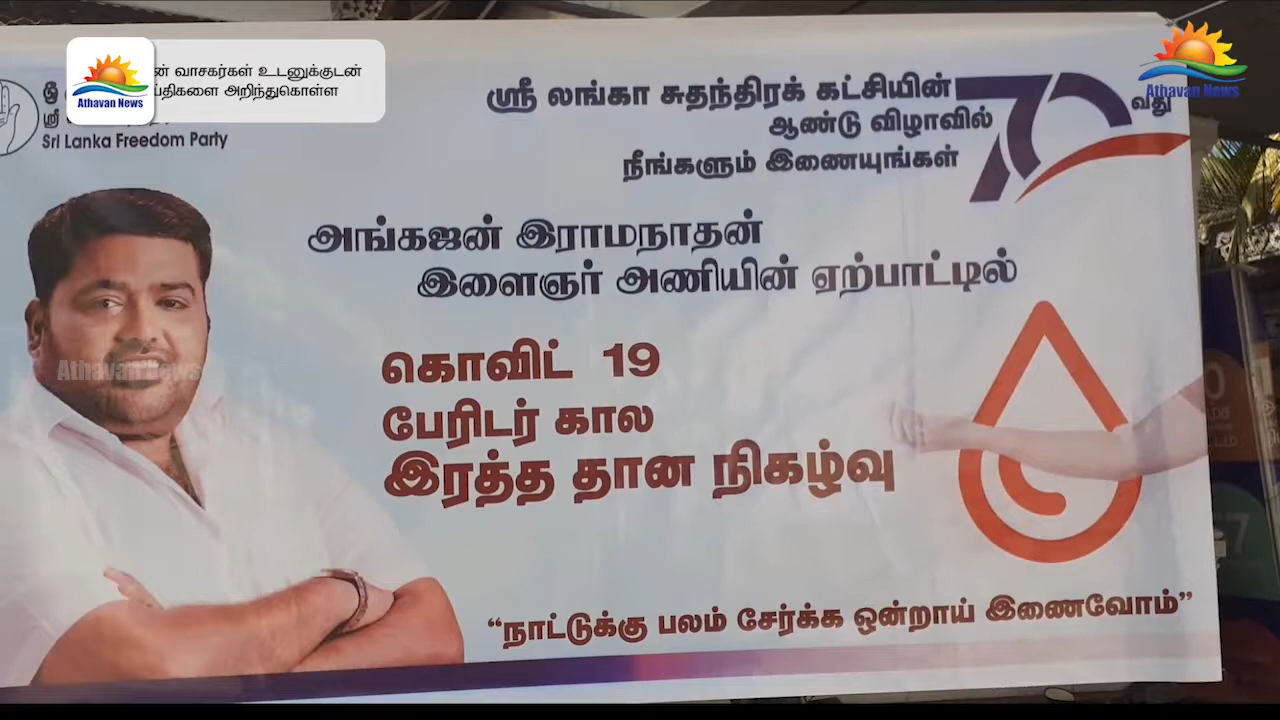 வாசகர்கள் உடனுக்குடன்
அறிந்துகொள்ள
Athavan News
Sri Lanka Freedom Party
ஸ்ரீ லங்கா சுதந்திரக் கட்சியின் 70 வது
ஆண்டு விழாவில்
நீங்களும் இணையுங்கள்
Athavan News
அங்கஜன் இராமநாதன்
இளைஞர் அணியின் ஏற்பாட்டில்
Athavan News
கொவிட் 19
பேரிடர் கால
இரத்த தான நிகழ்வு
“நாட்டுக்கு பலம் சேர்க்க ஒன்றாய் இணைவோம்”